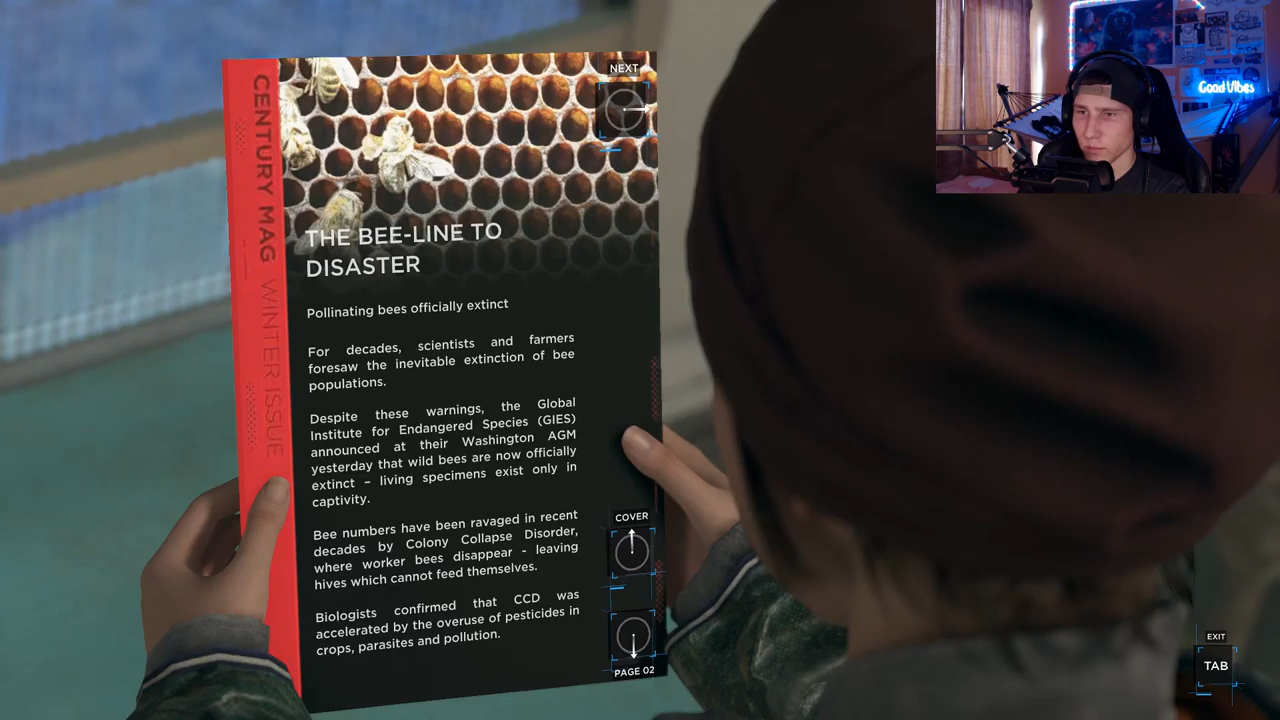 CENTURY MAG WINTER ISSUE
NEXT
Good Vibes
THE BEE-LINE TO
DISASTER
Pollinating bees officially extinct
For decades, scientists and farmers
foresaw the inevitable extinction of bee
populations.
Despite these warnings, the Global
Institute for Endangered Species (GIES)
announced at their Washington AGM
yesterday that wild bees are now officially
extinct – living specimens exist only in
captivity.
Bee numbers have been ravaged in recent
decades by Colony Collapse Disorder,
where worker bees disappear - leaving
hives which cannot feed themselves.
Biologists confirmed that CCD was
accelerated by the overuse of pesticides in
crops, parasites and pollution.
COVER
PAGE 02
EXIT
TAB